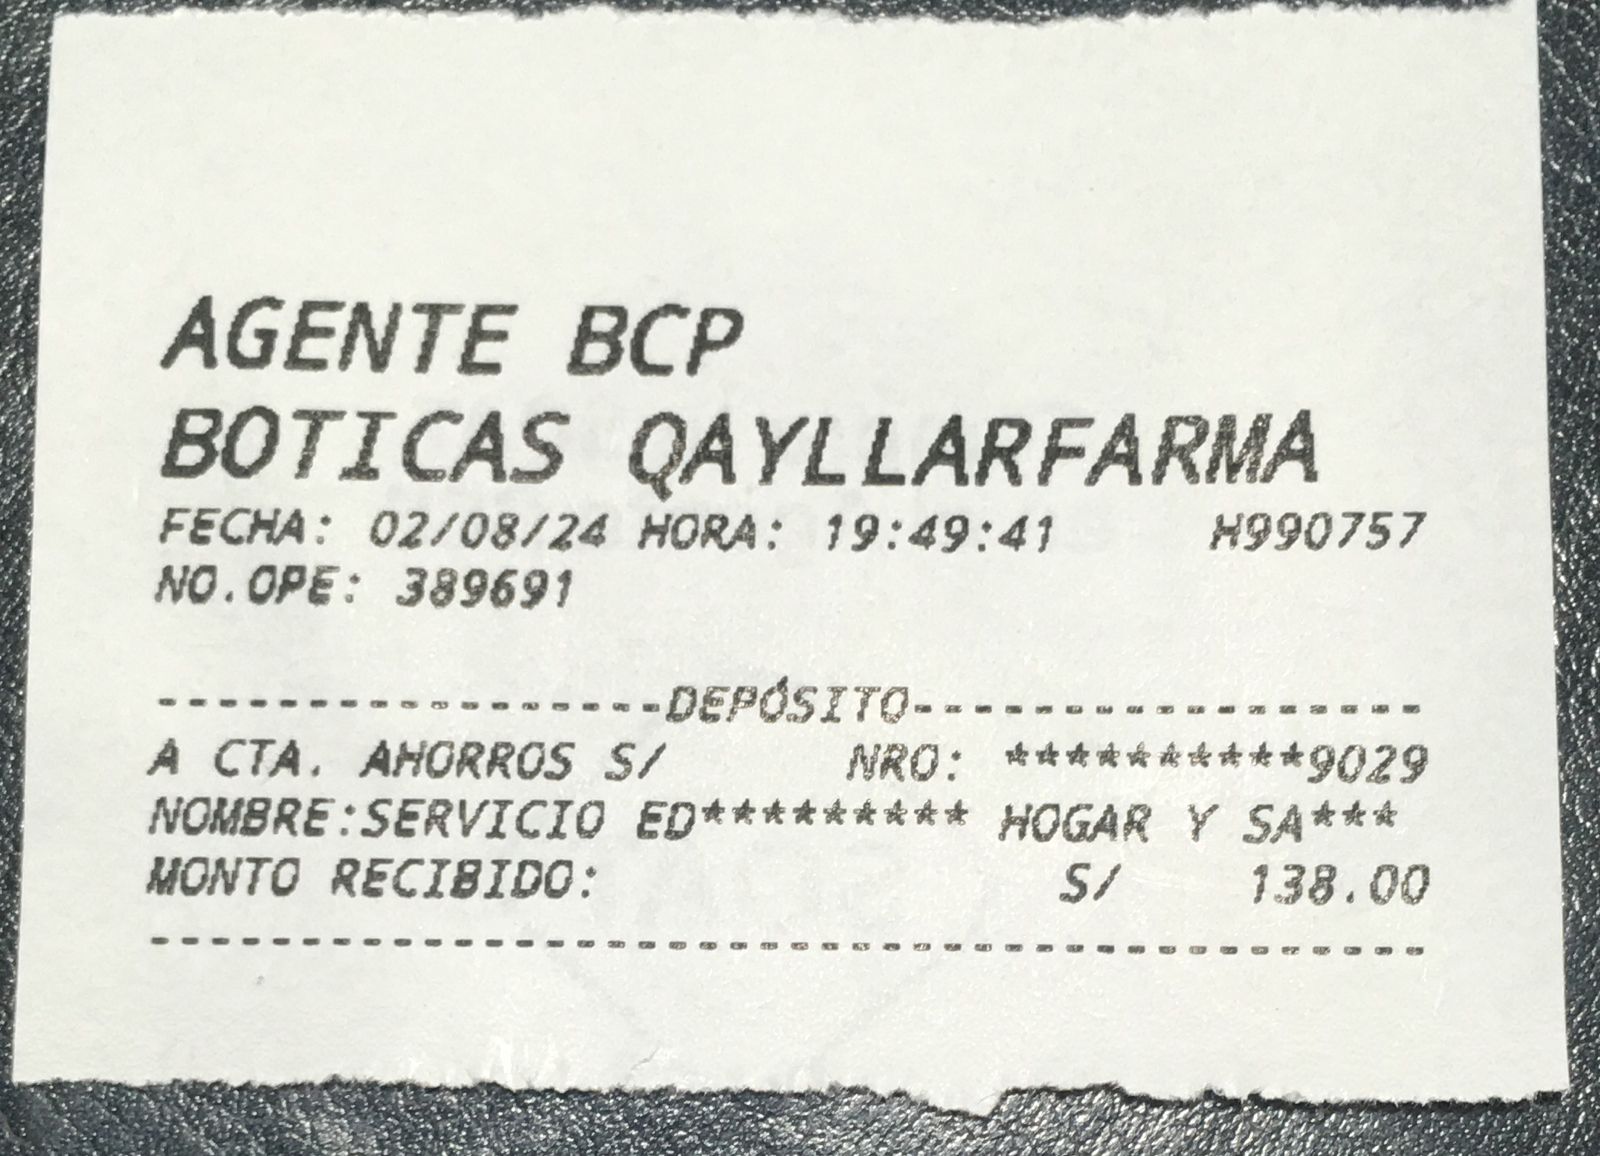 AGENTE BCP
BOTICAS QAYLLARFARMA
FECHA: 02/08/24 HORA: 19:49:41 H990757
NO.OPE: 389691
-----------------DEPÓSITO-----------------
A CTA. AHORROS S/ NRO: **********9029
NOMBRE:SERVICIO ED********* HOGAR Y SA***
MONTO RECIBIDO: S/ 138.00
------------------------------------------